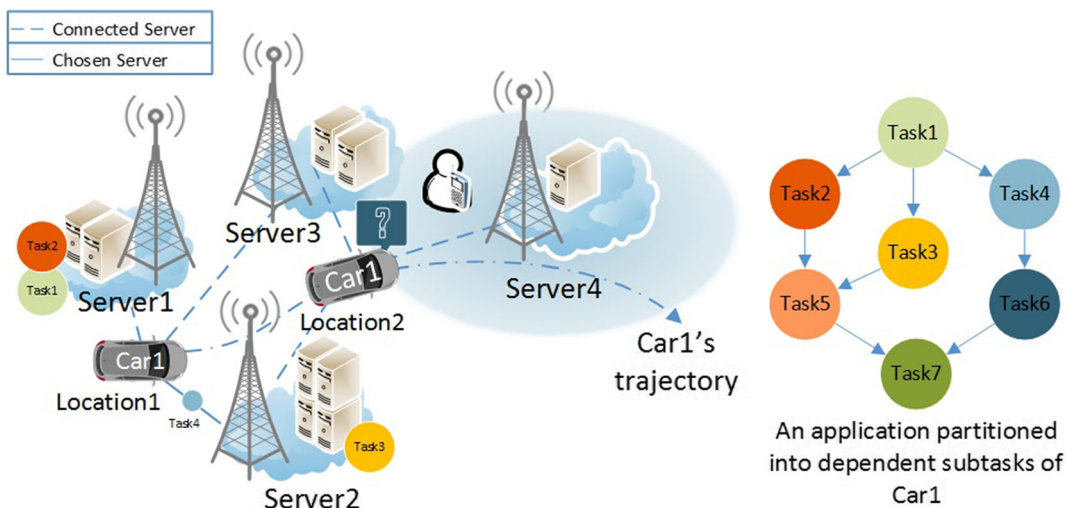 Connected Server
Chosen Server
Server3
Task2
Task1
Server1
?
Car1
Location2
Server4
Car1
Location1
Task4
Task3
Server2
Car1's
trajectory
Task1
Task2
Task4
Task3
Task5
Task6
Task7
An application partitioned
into dependent subtasks of
Car1